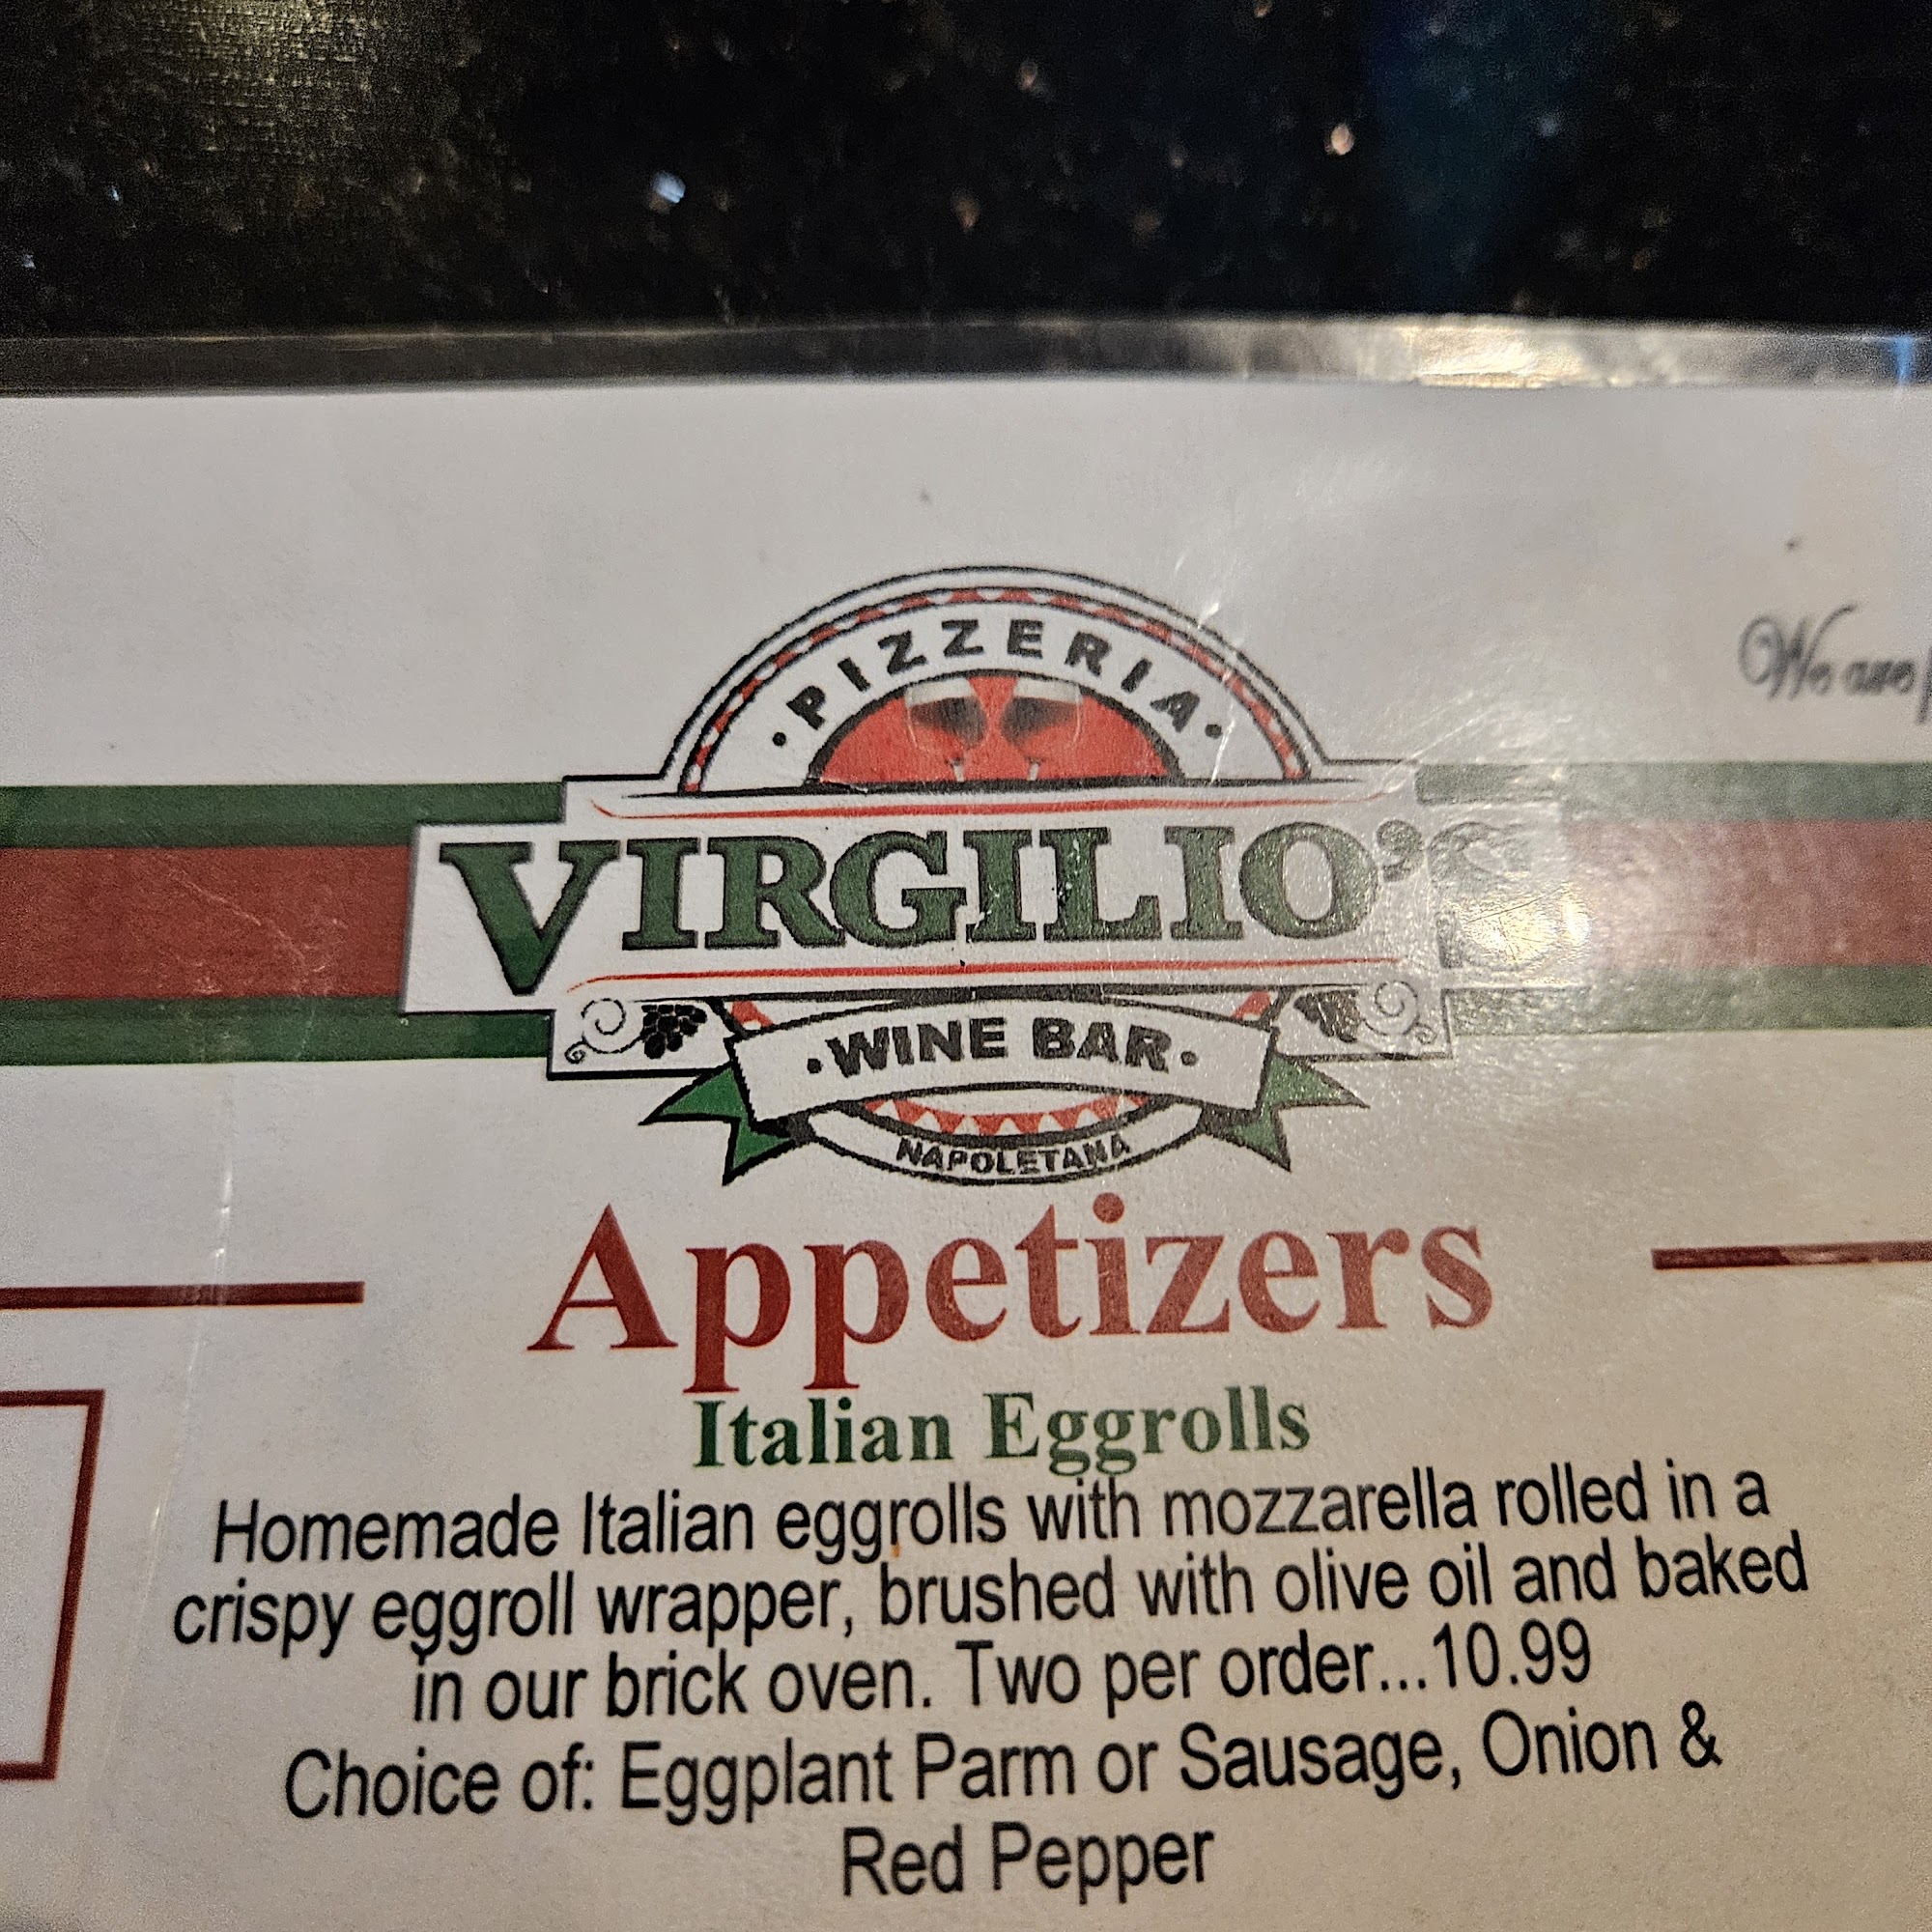 PIZZERIA
We are
VIRGILIO'S
WINE BAR
NAPOLETANA
Appetizers
Italian Eggrolls
Homemade Italian eggrolls with mozzarella rolled in a
crispy eggroll wrapper, brushed with olive oil and baked
in our brick oven. Two per order...10.99
Choice of: Eggplant Parm or Sausage, Onion &
Red Pepper